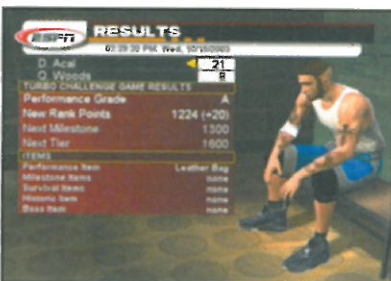 ESPN
RESULTS
02:29:20 PM Wed, 10/15/2003
D. Acal 21
Q. Woods 8
TURBO CHALLENGE GAME RESULTS
Performance Grade A
New Rank Points 1224 (+20)
Next Milestone 1300
Next Tier 1600
ITEMS
Performance Item Leather Bag
Milestone Items none
Survival Items none
Historic Item none
Boss Item none